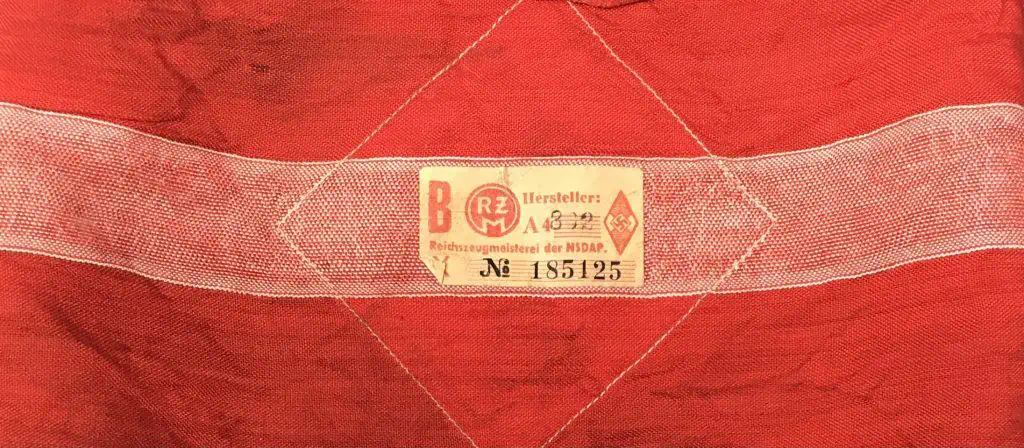 B RZM Hersteller:
A4
Reichszeugmeisterei der NSDAP.
№ 185125